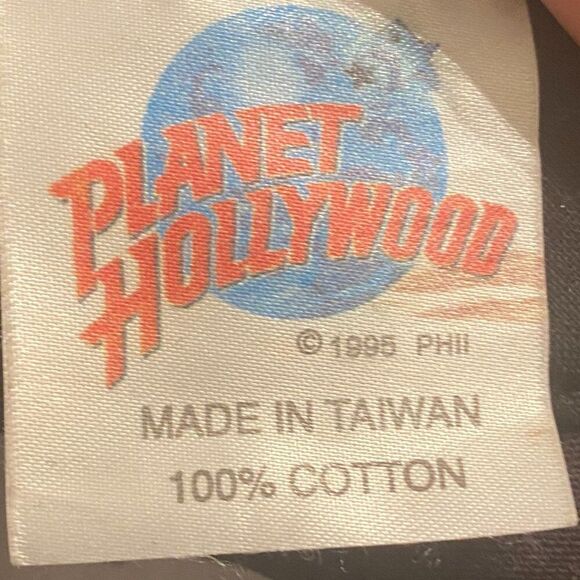 PLANET
HOLLYWOOD
© 1995 PHII
MADE IN TAIWAN
100% COTTON